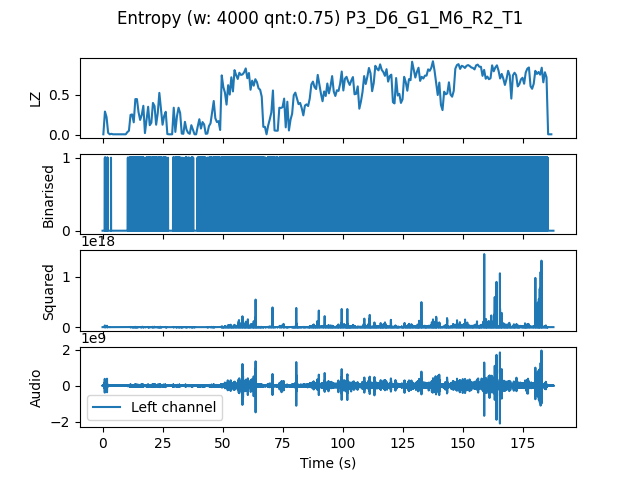 Entropy (w: 4000 qnt:0.75) P3_D6_G1_M6_R2_T1
LZ
0.5
0.0
Binarised
1
0
1e18
Squared
1
0
1e9
Audio
2
0
−2
Left channel
0 25 50 75 100 125 150 175
Time (s)